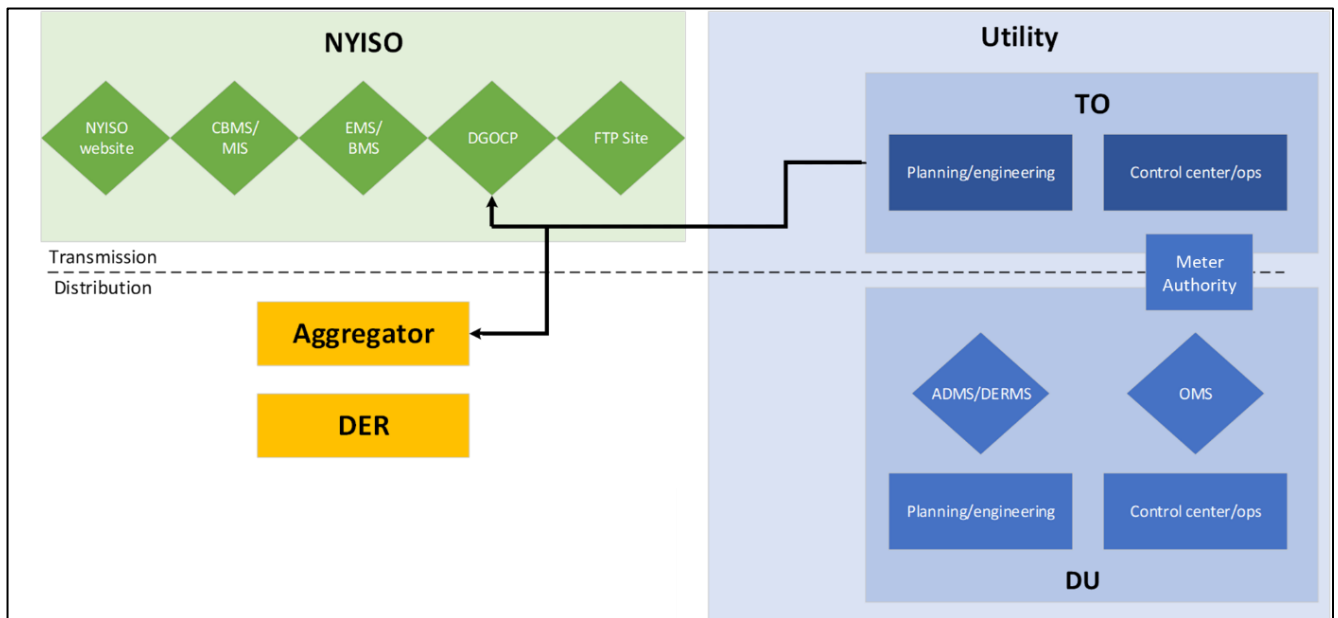 NYISO
NYISO
website
CBMS/
MIS
EMS/
BMS
DGOCP
FTP Site
Transmission
Distribution
Aggregator
DER
Utility
TO
Planning/engineering
Control center/ops
Meter
Authority
ADMS/DERMS
OMS
Planning/engineering
Control center/ops
DU